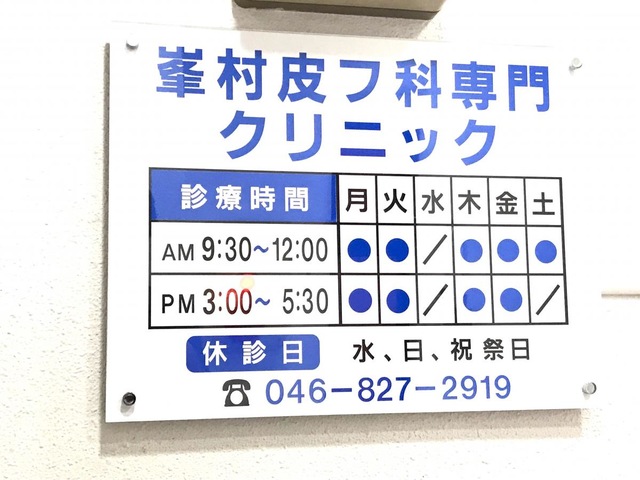 峯村皮フ科専門
クリニック
診療時間 月 火 水 木 金 土
AM 9:30~12:00 ● ● / ● ● ●
PM 3:00~ 5:30 ● ● / ● ● /
休診日 水、日、祝祭日
☎ 046-827-2919